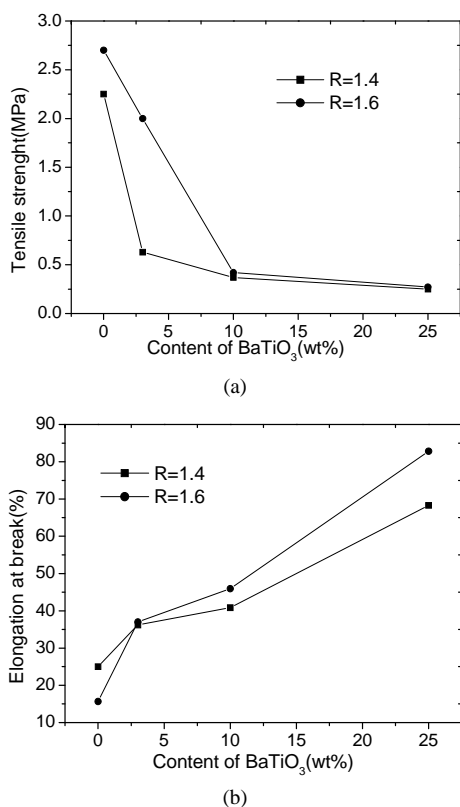 3.0
2.5
2.0
1.5
1.0
0.5
0.0
Tensile strenght(MPa)
R=1.4
R=1.6
0 5 10 15 20 25
Content of BaTiO3(wt%)
(a)
90
80
70
60
50
40
30
20
10
Elongation at break(%)
R=1.4
R=1.6
0 5 10 15 20 25
Content of BaTiO3(wt%)
(b)